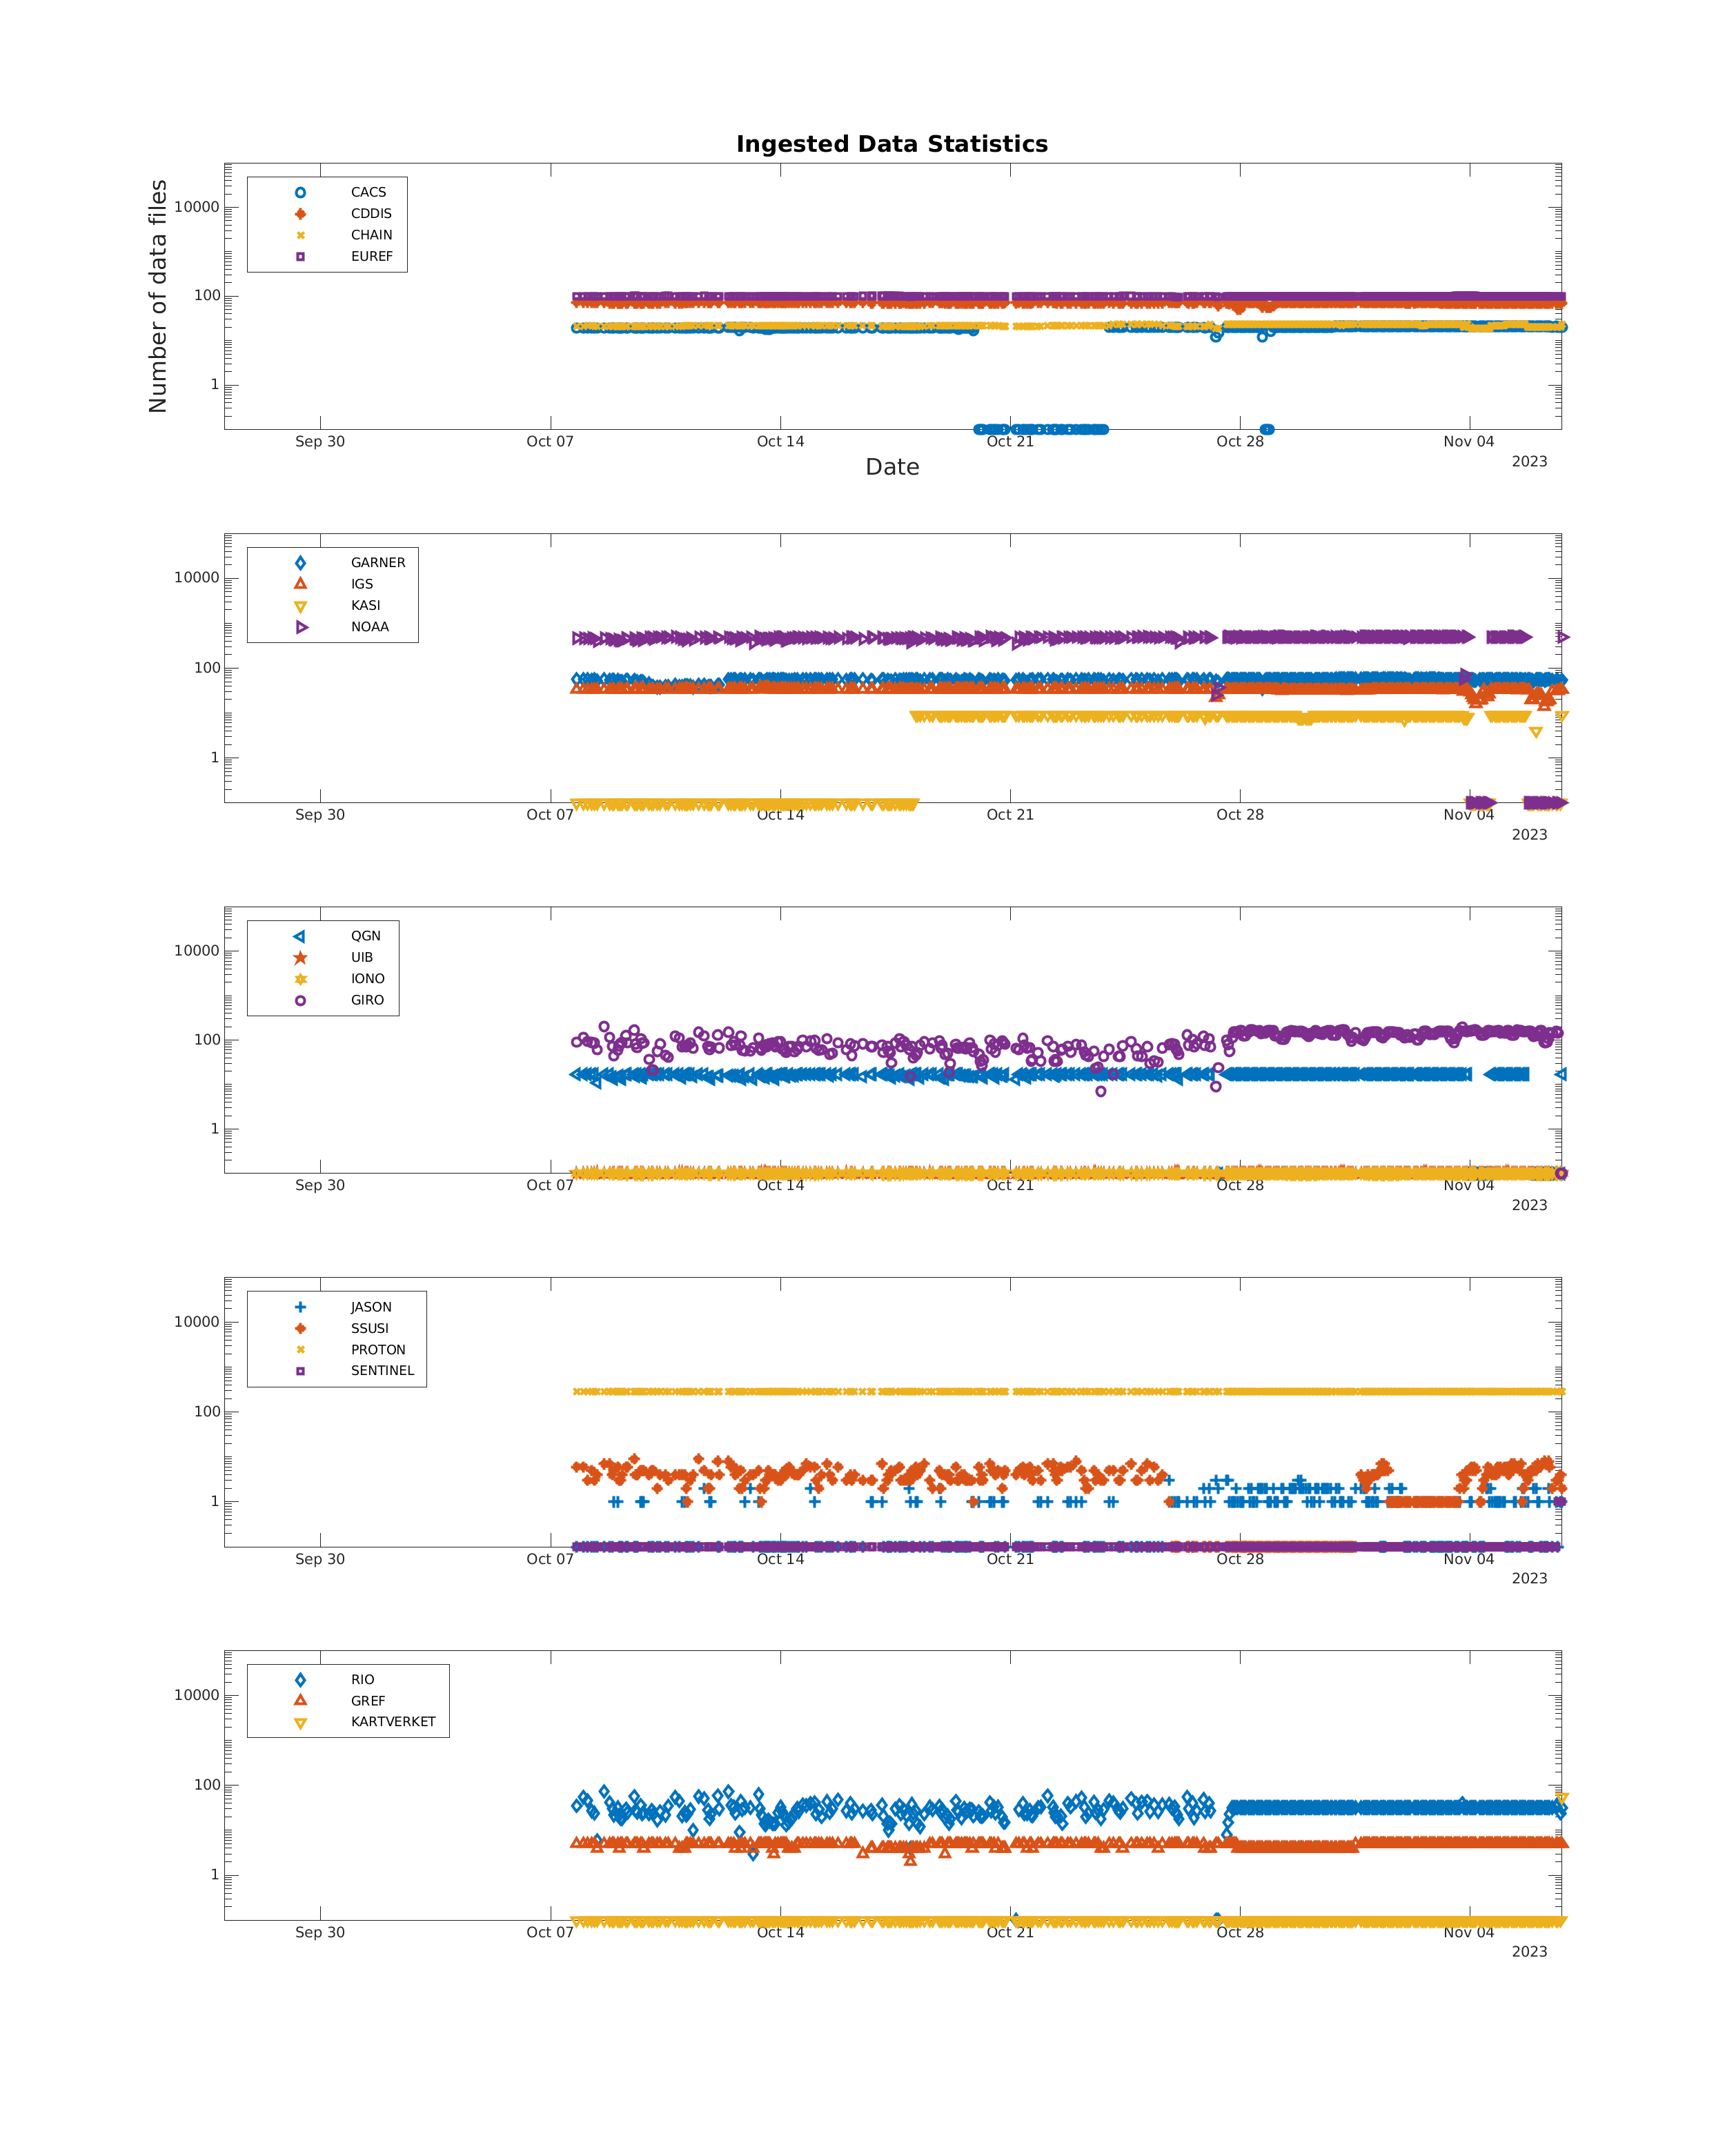 Ingested Data Statistics
Number of data files
10000
100
1
CACS
CDDIS
CHAIN
EUREF
Sep 30 Oct 07 Oct 14 Oct 21 Oct 28 Nov 04
2023
Date
10000
100
1
GARNER
IGS
KASI
NOAA
Sep 30 Oct 07 Oct 14 Oct 21 Oct 28 Nov 04
2023
10000
100
1
QGN
UIB
IONO
GIRO
Sep 30 Oct 07 Oct 14 Oct 21 Oct 28 Nov 04
2023
10000
100
1
JASON
SSUSI
PROTON
SENTINEL
Sep 30 Oct 07 Oct 14 Oct 21 Oct 28 Nov 04
2023
10000
100
1
RIO
GREF
KARTVERKET
Sep 30 Oct 07 Oct 14 Oct 21 Oct 28 Nov 04
2023